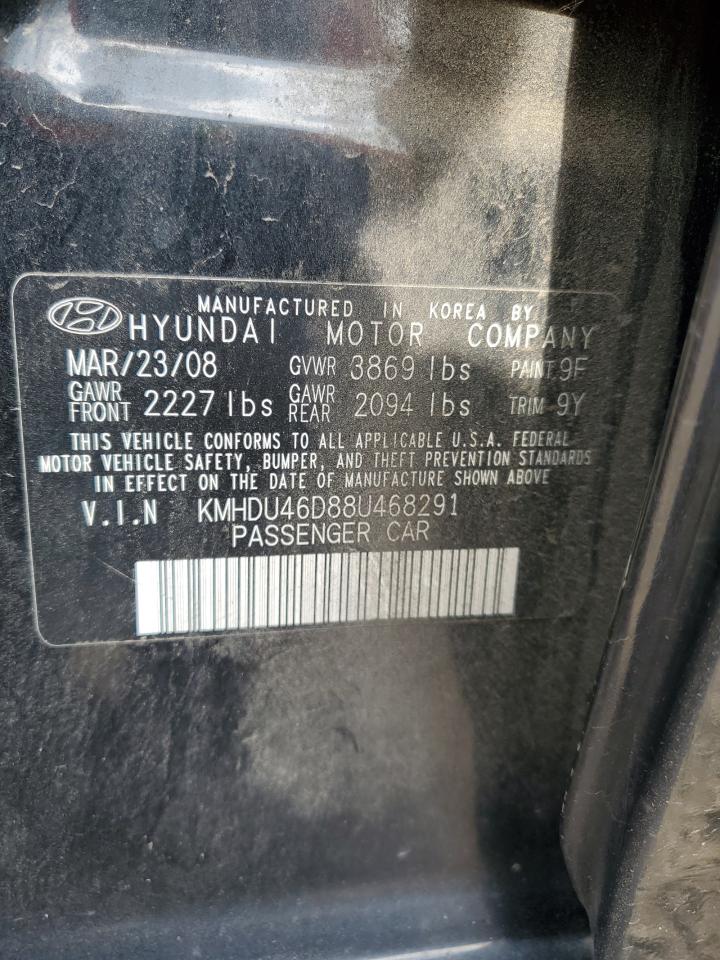 MANUFACTURED IN KOREA BY
HYUNDAI MOTOR COMPANY
MAR/23/08 GVWR 3869 lbs PAINT 9F
GAWR FRONT 2227 lbs GAWR REAR 2094 lbs TRIM 9Y
THIS VEHICLE CONFORMS TO ALL APPLICABLE U.S.A. FEDERAL
MOTOR VEHICLE SAFETY, BUMPER, AND THEFT PREVENTION STANDARDS
IN EFFECT ON THE DATE OF MANUFACTURE SHOWN ABOVE
V.I.N KMHDU46D88U468291
PASSENGER CAR